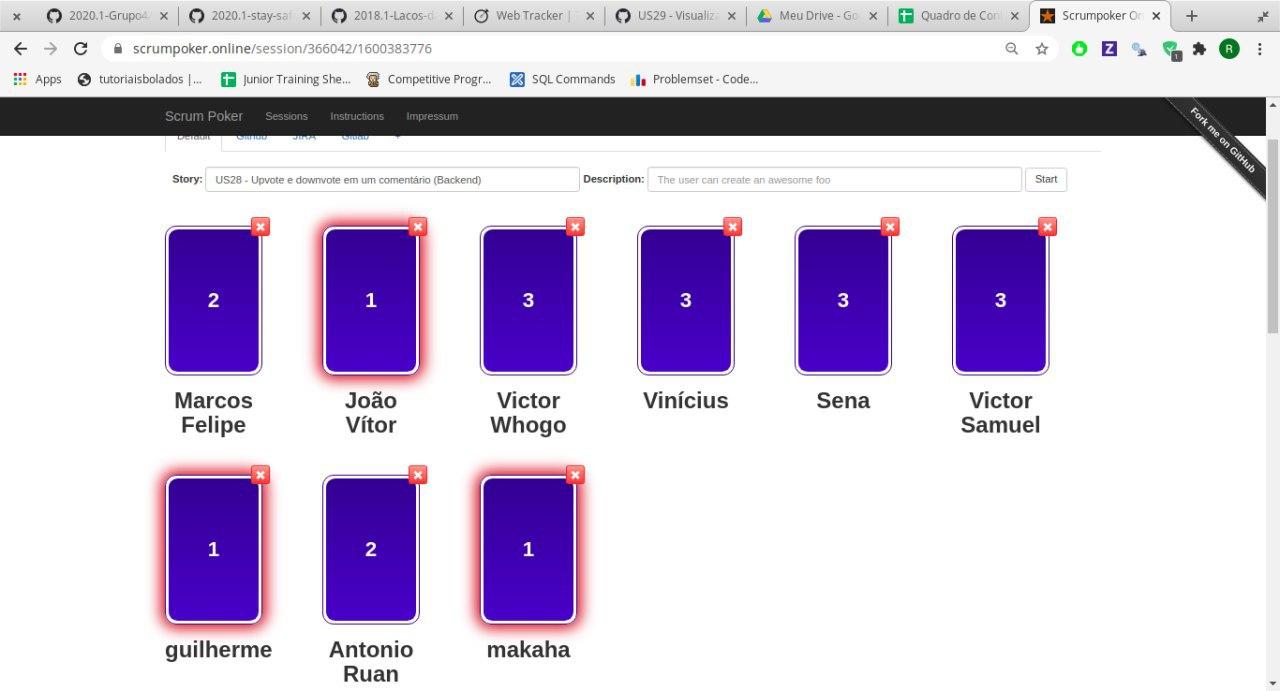 2020.1-Grupo4
2020.1-stay-saf
2018.1-Lacos-d
Web Tracker | T
US29 - Visualiza
Meu Drive - Go
Quadro de Con
Scrumpoker On
scrumpoker.online/session/366042/1600383776
Z
1
R
Apps
tutoriaisbolados |...
Junior Training She...
Competitive Progr...
SQL Commands
Problemset - Code...
Scrum Poker
Sessions
Instructions
Impressum
Fork me on GitHub
Default
Github
JIRA
Gitlab
+
Story:
US28 - Upvote e downvote em um comentário (Backend)
Description:
The user can create an awesome foo
Start
2
1
3
3
3
3
Marcos
Felipe
João
Vítor
Victor
Whogo
Vinícius
Sena
Victor
Samuel
1
2
1
guilherme
Antonio
Ruan
makaha